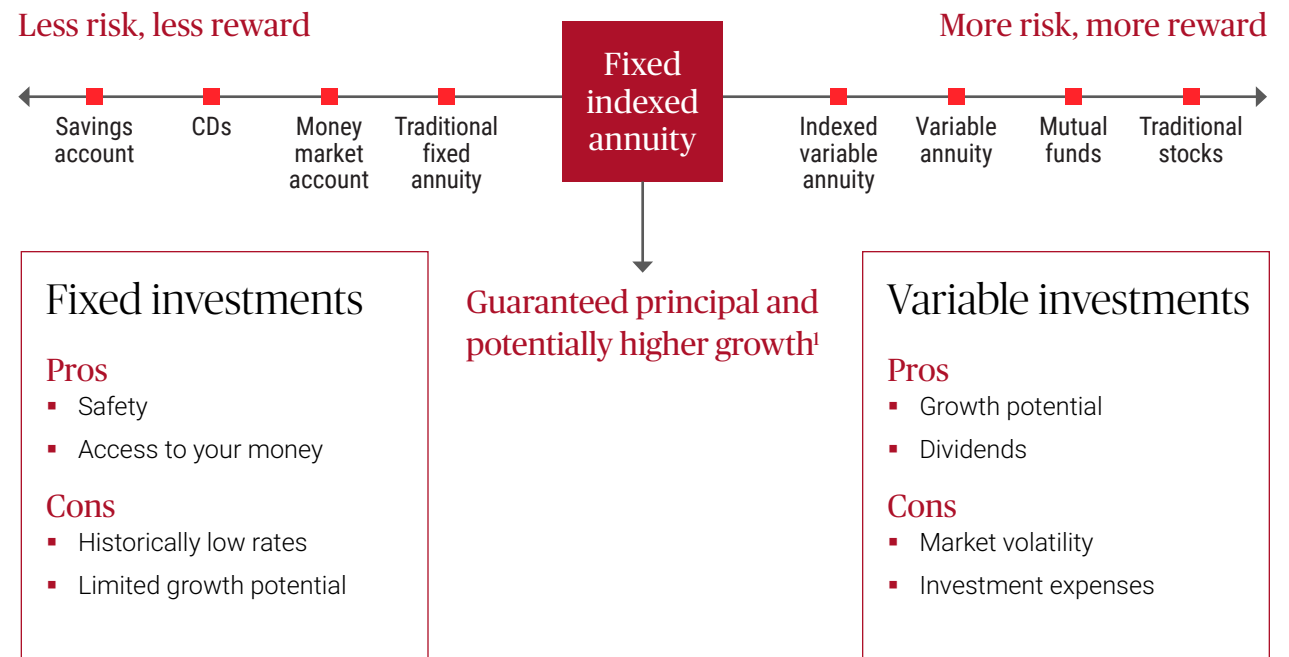 Less risk, less reward
More risk, more reward
Fixed
indexed
annuity
Savings
account
CDs
Money
market
account
Traditional
fixed
annuity
Indexed
variable
annuity
Variable
annuity
Mutual
funds
Traditional
stocks
Fixed investments
Pros
▪ Safety
▪ Access to your money
Cons
▪ Historically low rates
▪ Limited growth potential
Guaranteed principal and
potentially higher growth¹
Variable investments
Pros
▪ Growth potential
▪ Dividends
Cons
▪ Market volatility
▪ Investment expenses